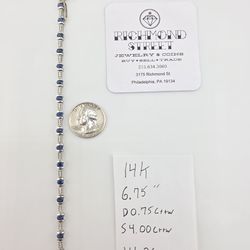 RICHMOND
STREET
JEWELRY & COINS
BUY • SELL • TRADE
215.634.3060
3175 Richmond St.
Philadelphia, PA 19134
14k
6.75"
D0.75ctw
S4.00ctw